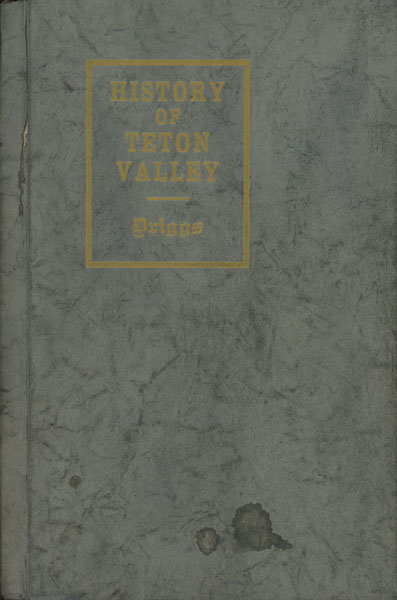 HISTORY
OF
TETON
VALLEY
Driggs